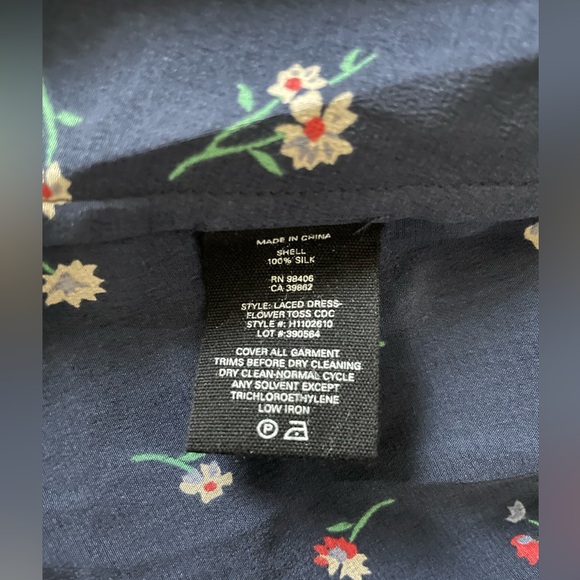 MADE IN CHINA
SHELL
100% SILK
RN 98406
CA 39862
STYLE: LACED DRESS-
FLOWER TOSS CDC
STYLE #: H1102610
LOT #:390564
COVER ALL GARMENT
TRIMS BEFORE DRY CLEANING
DRY CLEAN-NORMAL CYCLE
ANY SOLVENT EXCEPT
TRICHLOROETHYLENE
LOW IRON
P